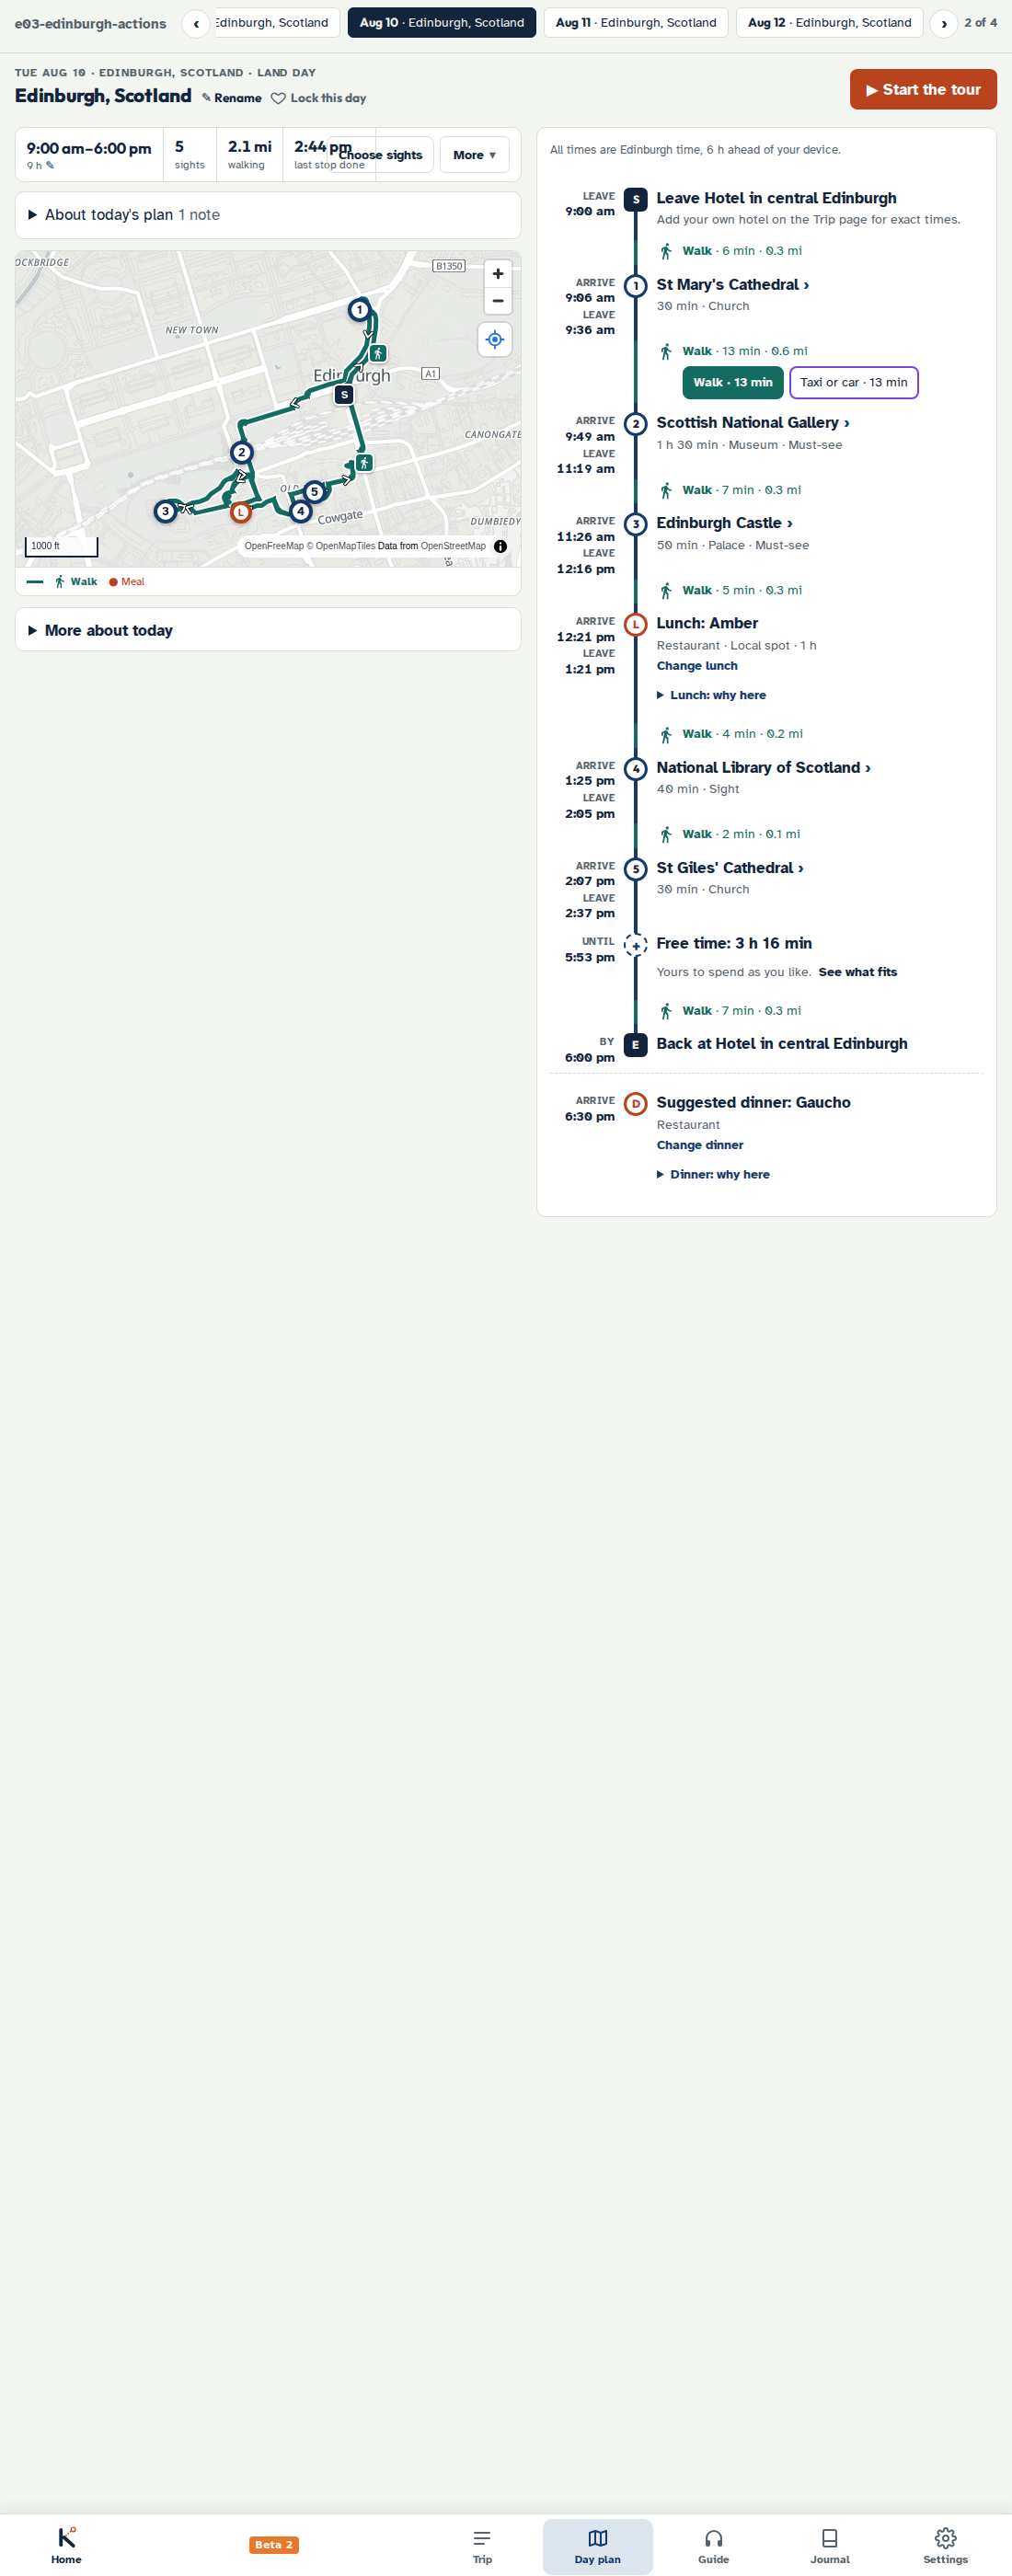 e03-edinburgh-actions
‹
Edinburgh, Scotland
Aug 10 · Edinburgh, Scotland
Aug 11 · Edinburgh, Scotland
Aug 12 · Edinburgh, Scotland
›
2 of 4
TUE AUG 10 · EDINBURGH, SCOTLAND · LAND DAY
Edinburgh, Scotland ✎ Rename Lock this day
▶ Start the tour
9:00 am–6:00 pm
9 h ✎
5
sights
2.1 mi
walking
2:44 pm
last stop done
Choose sights
More ▾
▶ About today's plan 1 note
OCKBRIDGE
B1350
+
−
NEW TOWN
1
Edinburgh
A1
S
CANONGATE
2
OLD
5
3
L
4
Cowgate
DUMBIEDY
1000 ft
OpenFreeMap © OpenMapTiles Data from OpenStreetMap
Walk
Meal
▶ More about today
All times are Edinburgh time, 6 h ahead of your device.
LEAVE
9:00 am
S
Leave Hotel in central Edinburgh
Add your own hotel on the Trip page for exact times.
Walk · 6 min · 0.3 mi
ARRIVE
9:06 am
LEAVE
9:36 am
1
St Mary's Cathedral ›
30 min · Church
Walk · 13 min · 0.6 mi
Walk · 13 min
Taxi or car · 13 min
ARRIVE
9:49 am
LEAVE
11:19 am
2
Scottish National Gallery ›
1 h 30 min · Museum · Must-see
Walk · 7 min · 0.3 mi
ARRIVE
11:26 am
LEAVE
12:16 pm
3
Edinburgh Castle ›
50 min · Palace · Must-see
Walk · 5 min · 0.3 mi
ARRIVE
12:21 pm
LEAVE
1:21 pm
L
Lunch: Amber
Restaurant · Local spot · 1 h
Change lunch
▶ Lunch: why here
Walk · 4 min · 0.2 mi
ARRIVE
1:25 pm
LEAVE
2:05 pm
4
National Library of Scotland ›
40 min · Sight
Walk · 2 min · 0.1 mi
ARRIVE
2:07 pm
LEAVE
2:37 pm
5
St Giles' Cathedral ›
30 min · Church
UNTIL
5:53 pm
+
Free time: 3 h 16 min
Yours to spend as you like. See what fits
Walk · 7 min · 0.3 mi
BY
6:00 pm
E
Back at Hotel in central Edinburgh
ARRIVE
6:30 pm
D
Suggested dinner: Gaucho
Restaurant
Change dinner
▶ Dinner: why here
Home
Beta 2
Trip
Day plan
Guide
Journal
Settings